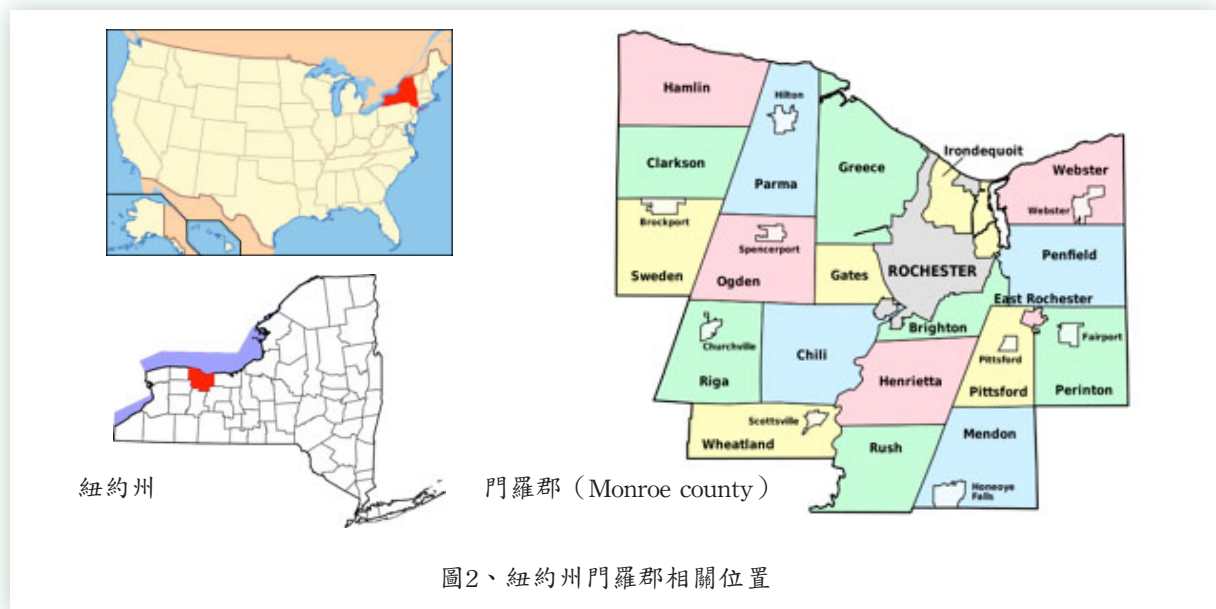 Hamlin
Hilton
Clarkson
Parma
Greece
Irondequoit
Webster
Webster
Brockport
Sweden
Spencerport
Ogden
Gates
ROCHESTER
Penfield
East Rochester
Churchville
Riga
Chili
Brighton
Fairport
Perinton
Henrietta
Pittsford
Pittsford
Scottsville
Wheatland
Rush
Mendon
Honeoye
Falls
紐約州
門羅郡（Monroe county）
圖2、紐約州門羅郡相關位置